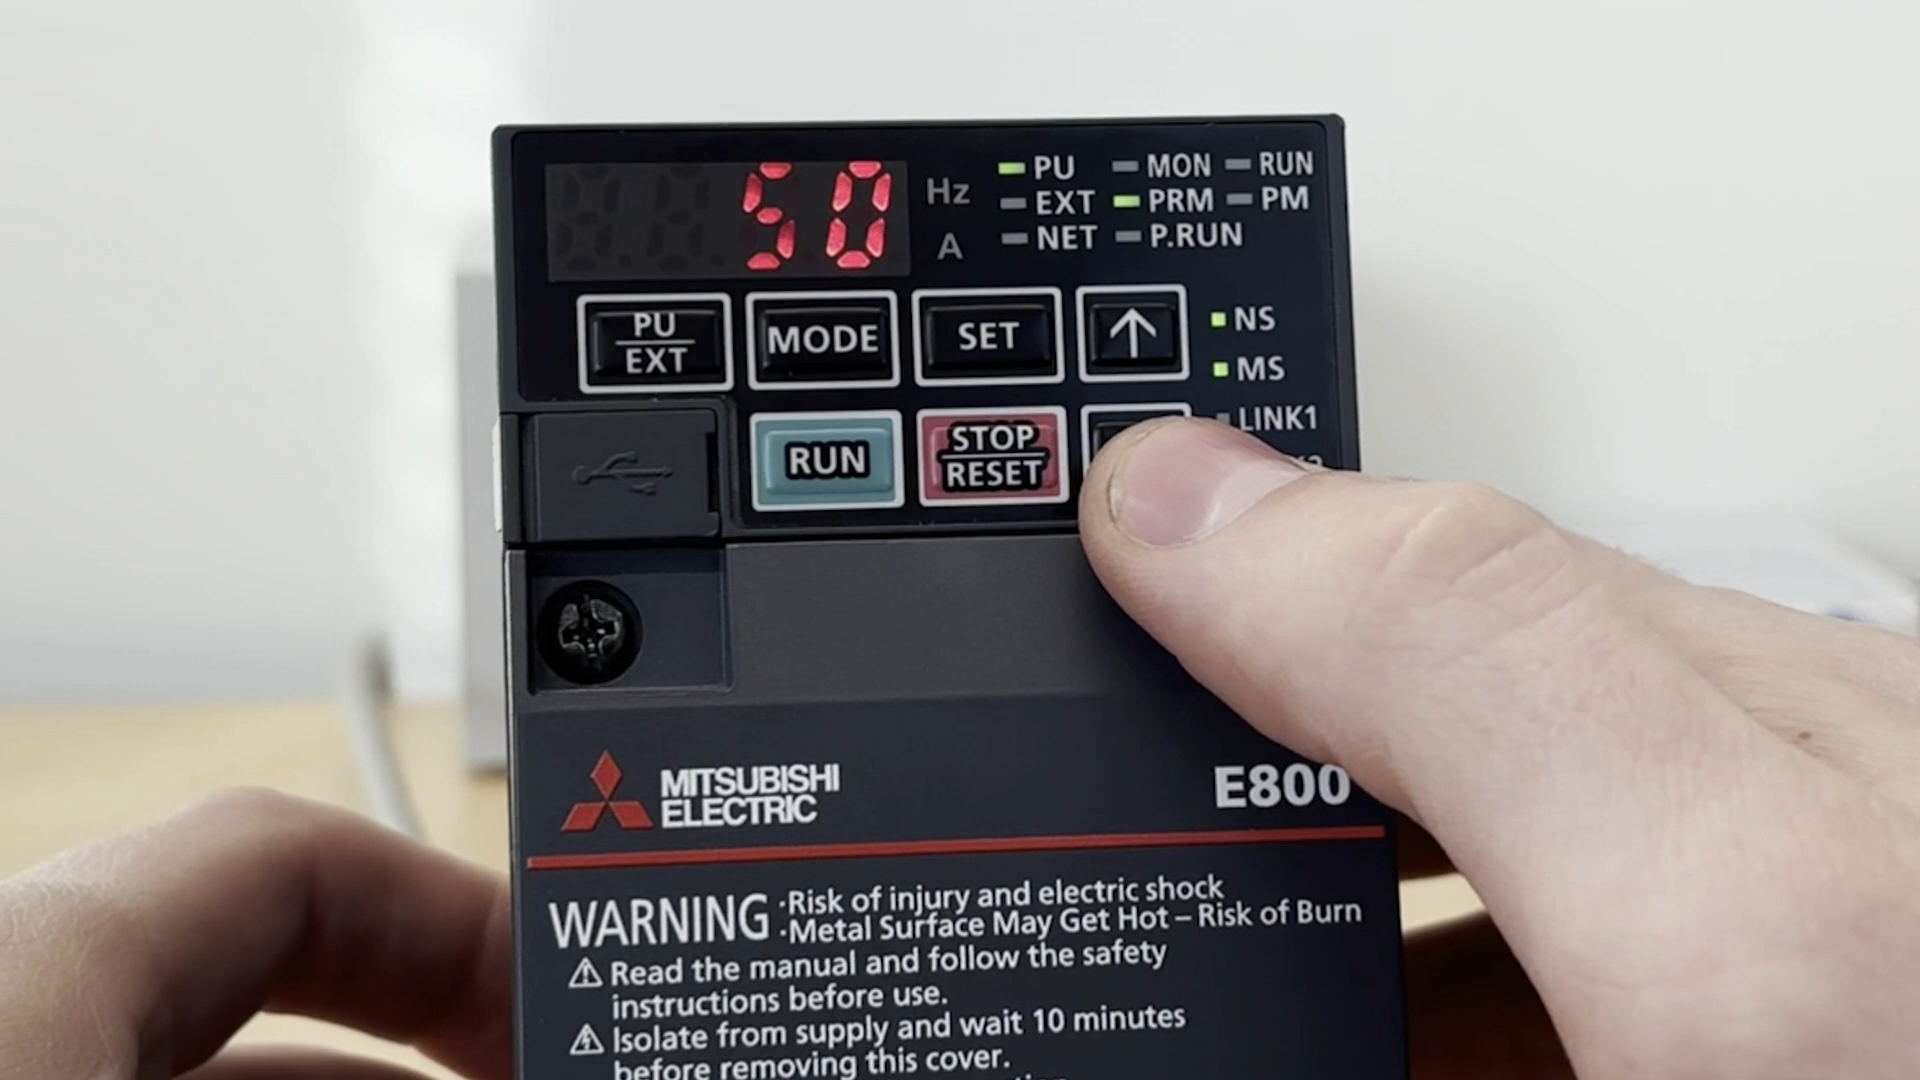 50
Hz
A
PU MON RUN
EXT PRM PM
NET P.RUN
PU
EXT
MODE
SET
NS
MS
LINK1
RUN
STOP
RESET
MITSUBISHI
ELECTRIC
E800
WARNING ·Risk of injury and electric shock
·Metal Surface May Get Hot – Risk of Burn
Read the manual and follow the safety
instructions before use.
Isolate from supply and wait 10 minutes
before removing this cover.